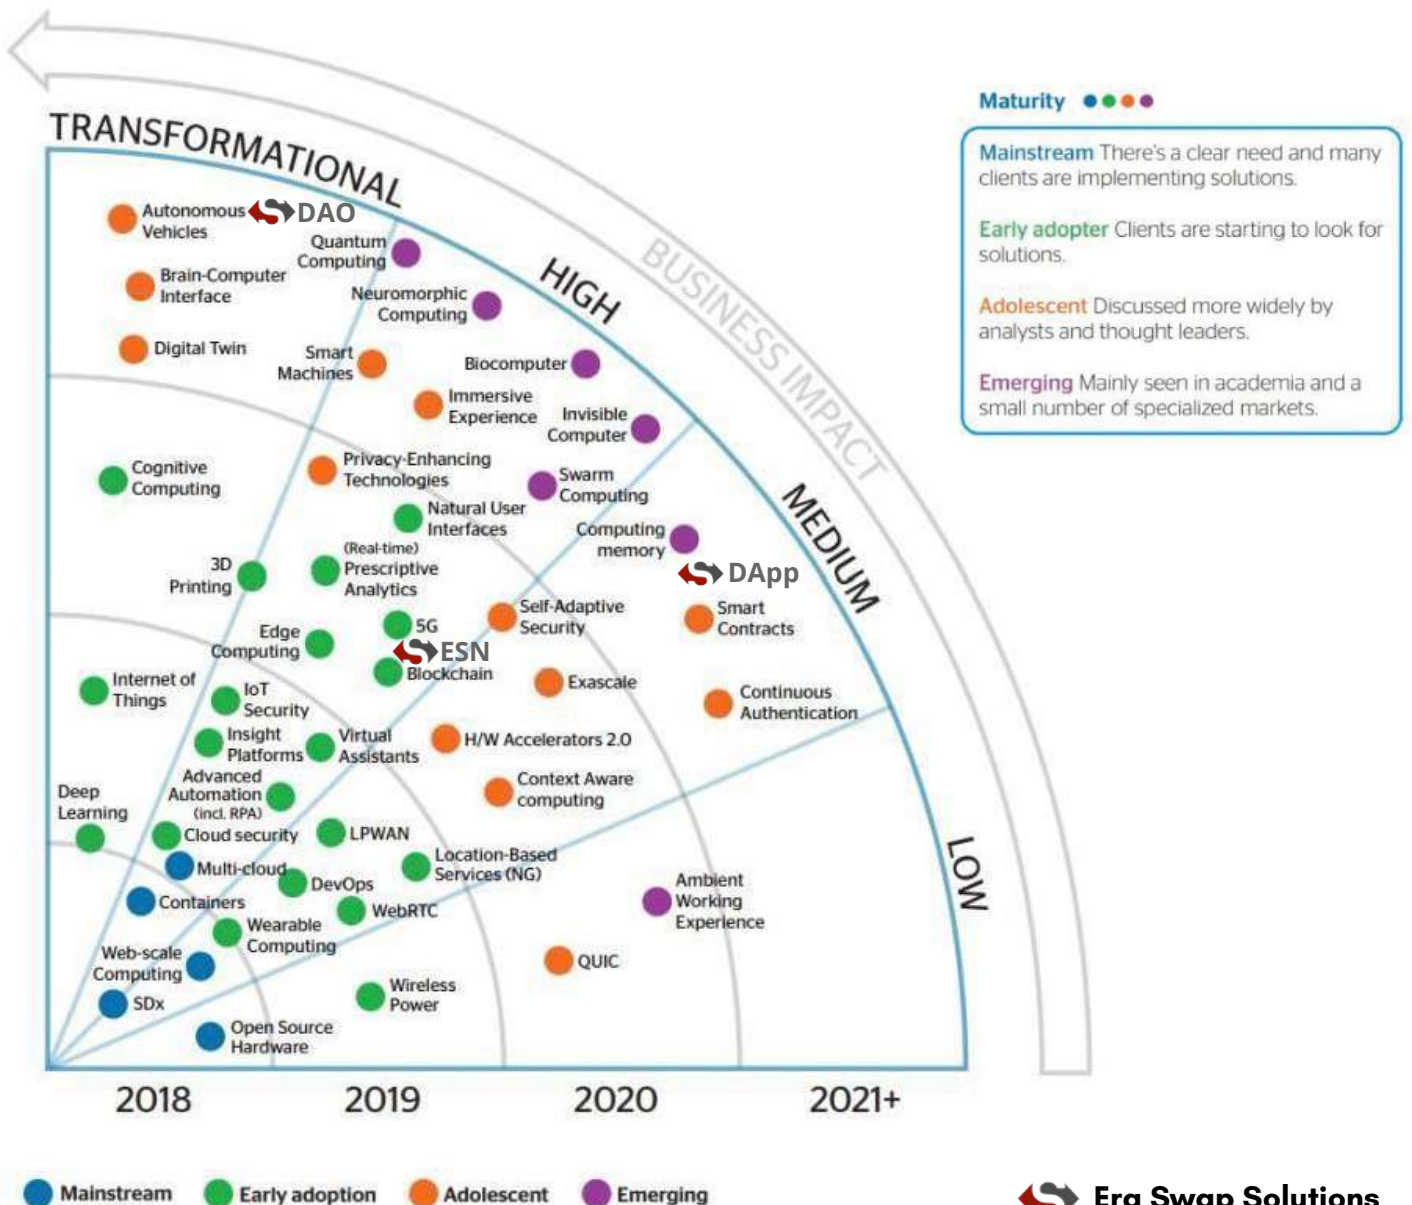 TRANSFORMATIONAL
HIGH
MEDIUM
LOW
BUSINESS IMPACT
Maturity
Mainstream There's a clear need and many
clients are implementing solutions.
Early adopter Clients are starting to look for
solutions.
Adolescent Discussed more widely by
analysts and thought leaders.
Emerging Mainly seen in academia and a
small number of specialized markets.
Autonomous
Vehicles
DAO
Quantum
Computing
Brain-Computer
Interface
Neuromorphic
Computing
Digital Twin
Smart
Machines
Biocomputer
Immersive
Experience
Invisible
Computer
Cognitive
Computing
Privacy-Enhancing
Technologies
Swarm
Computing
Natural User
Interfaces
Computing
memory
3D
Printing
(Real-time)
Prescriptive
Analytics
DApp
Self-Adaptive
Security
Smart
Contracts
5G
Edge
Computing
ESN
Blockchain
Exascale
Continuous
Authentication
Internet of
Things
IoT
Security
Insight
Platforms
Virtual
Assistants
H/W Accelerators 2.0
Advanced
Automation
(incl. RPA)
Context Aware
computing
Deep
Learning
Cloud security
LPWAN
Location-Based
Services (NG)
Multi-cloud
DevOps
Ambient
Working
Experience
Containers
WebRTC
Wearable
Computing
Web-scale
Computing
QUIC
SDx
Wireless
Power
Open Source
Hardware
2018
2019
2020
2021+
Mainstream
Early adoption
Adolescent
Emerging
Era Swap Solutions